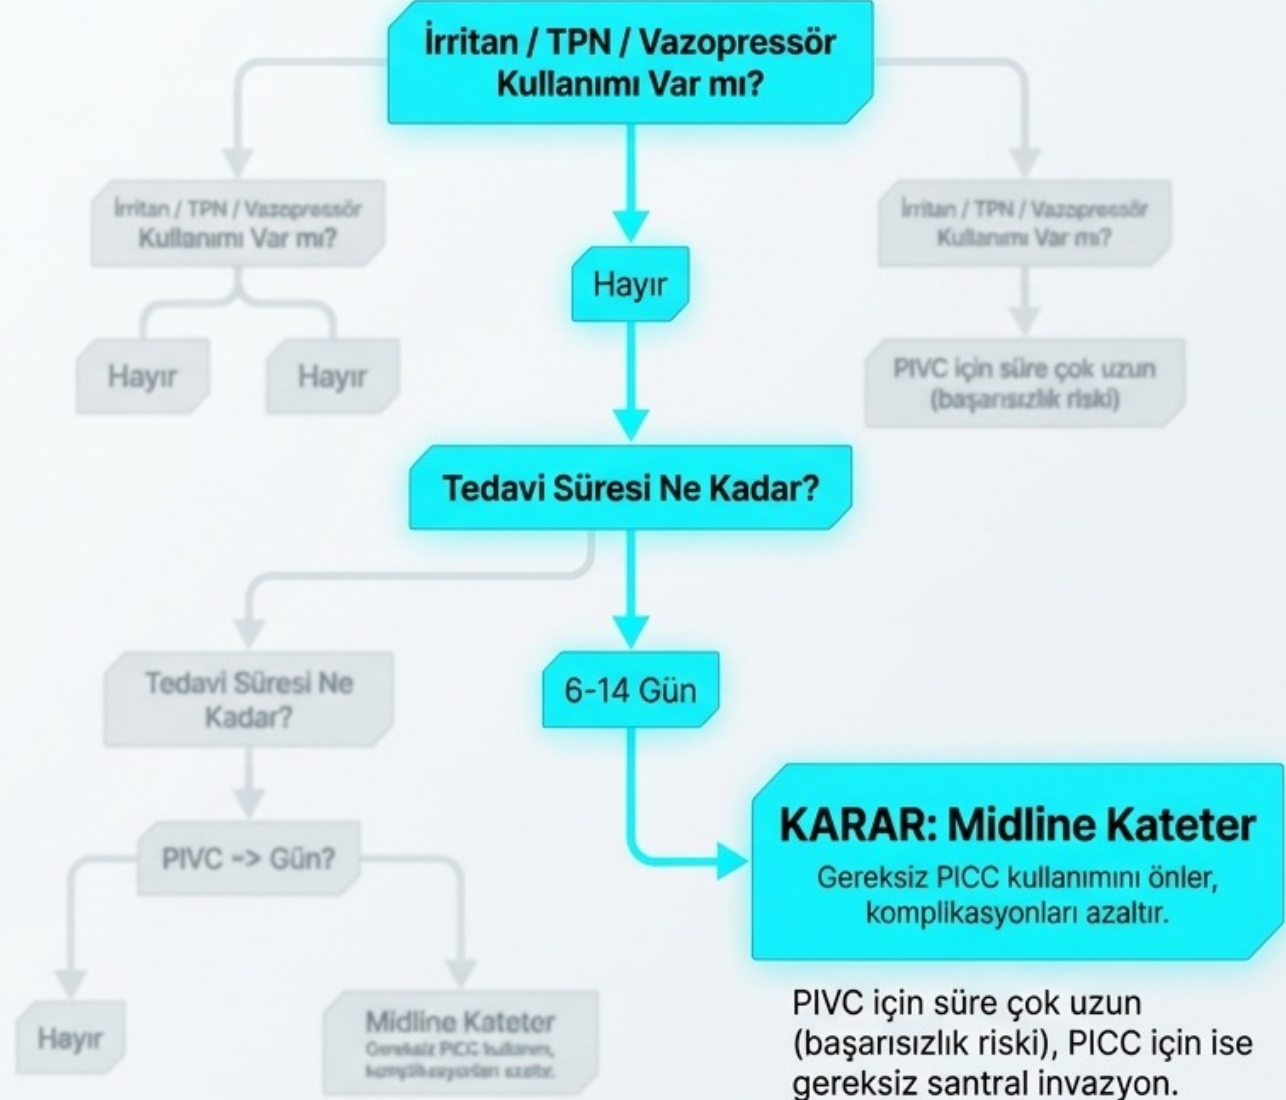 İrritan / TPN / Vazopressör
Kullanımı Var mı?
İrritan / TPN / Vazopressör
Kullanımı Var mı?
İrritan / TPN / Vazopressör
Kullanımı Var mı?
Hayır
Hayır
Hayır
PIVC için süre çok uzun
(başarısızlık riski)
Tedavi Süresi Ne Kadar?
Tedavi Süresi Ne
Kadar?
6-14 Gün
PIVC -> Gün?
KARAR: Midline Kateter
Gereksiz PICC kullanımını önler,
komplikasyonları azaltır.
Hayır
Midline Kateter
PICC
PIVC için süre çok uzun
(başarısızlık riski), PICC için ise
gereksiz santral invazyon.